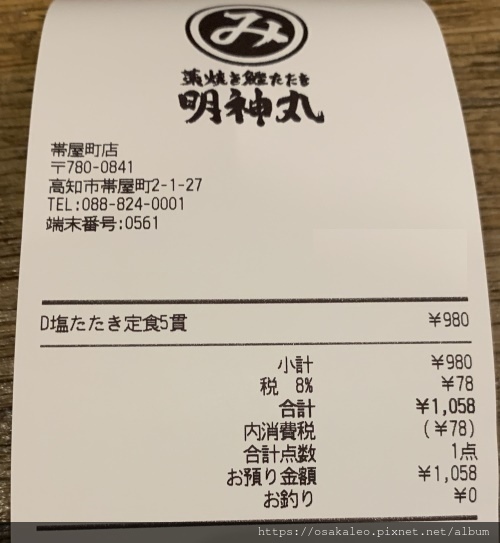 み
藁焼き鰹たたき
明神丸
帯屋町店
〒780-0841
高知市帯屋町2-1-27
TEL:088-824-0001
端末番号:0561
D塩たたき定食5貫 ¥980
小計 ¥980
税 8% ¥78
合計 ¥1,058
内消費税 (¥78)
合計点数 1点
お預り金額 ¥1,058
お釣り ¥0
https://osakaleo.pixnet.net/album